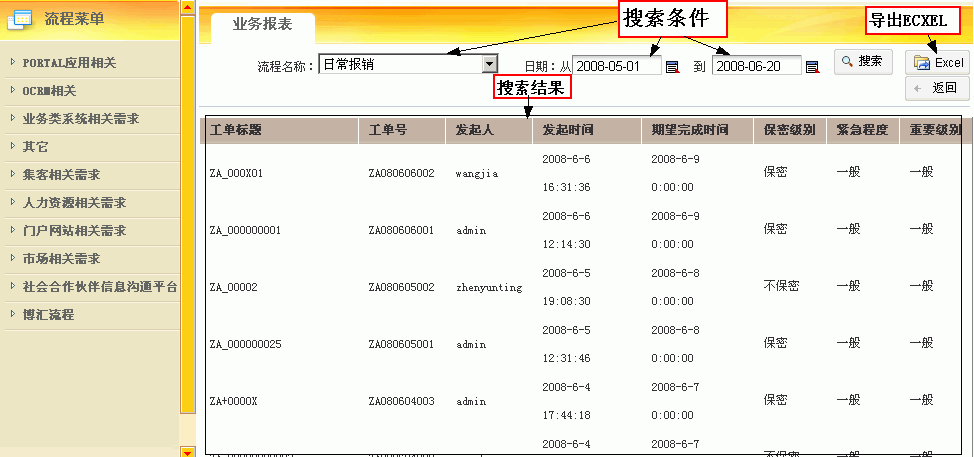 流程菜单
PORTAL应用相关
OCRM相关
业务类系统相关需求
其它
集客相关需求
人力资源相关需求
门户网站相关需求
市场相关需求
社会合作伙伴信息沟通平台
博汇流程
业务报表
搜索条件
导出ECXEL
流程名称： 日常报销 日期：从 2008-05-01 到 2008-06-20 搜索 Excel
返回
搜索结果
工单标题 工单号 发起人 发起时间 期望完成时间 保密级别 紧急程度 重要级别
ZA_000X01 ZA080606002 wangjia 2008-6-6 16:31:36 2008-6-9 0:00:00 保密 一般 一般
ZA_000000001 ZA080606001 admin 2008-6-6 12:14:30 2008-6-9 0:00:00 保密 一般 一般
ZA_00002 ZA080605002 zhenyunting 2008-6-5 19:08:30 2008-6-8 0:00:00 不保密 一般 一般
ZA_000000025 ZA080605001 admin 2008-6-5 12:31:46 2008-6-8 0:00:00 保密 一般 一般
ZA+0000X ZA080604003 admin 2008-6-4 17:44:18 2008-6-7 0:00:00 保密 一般 一般
2008-6-4 2008-6-7